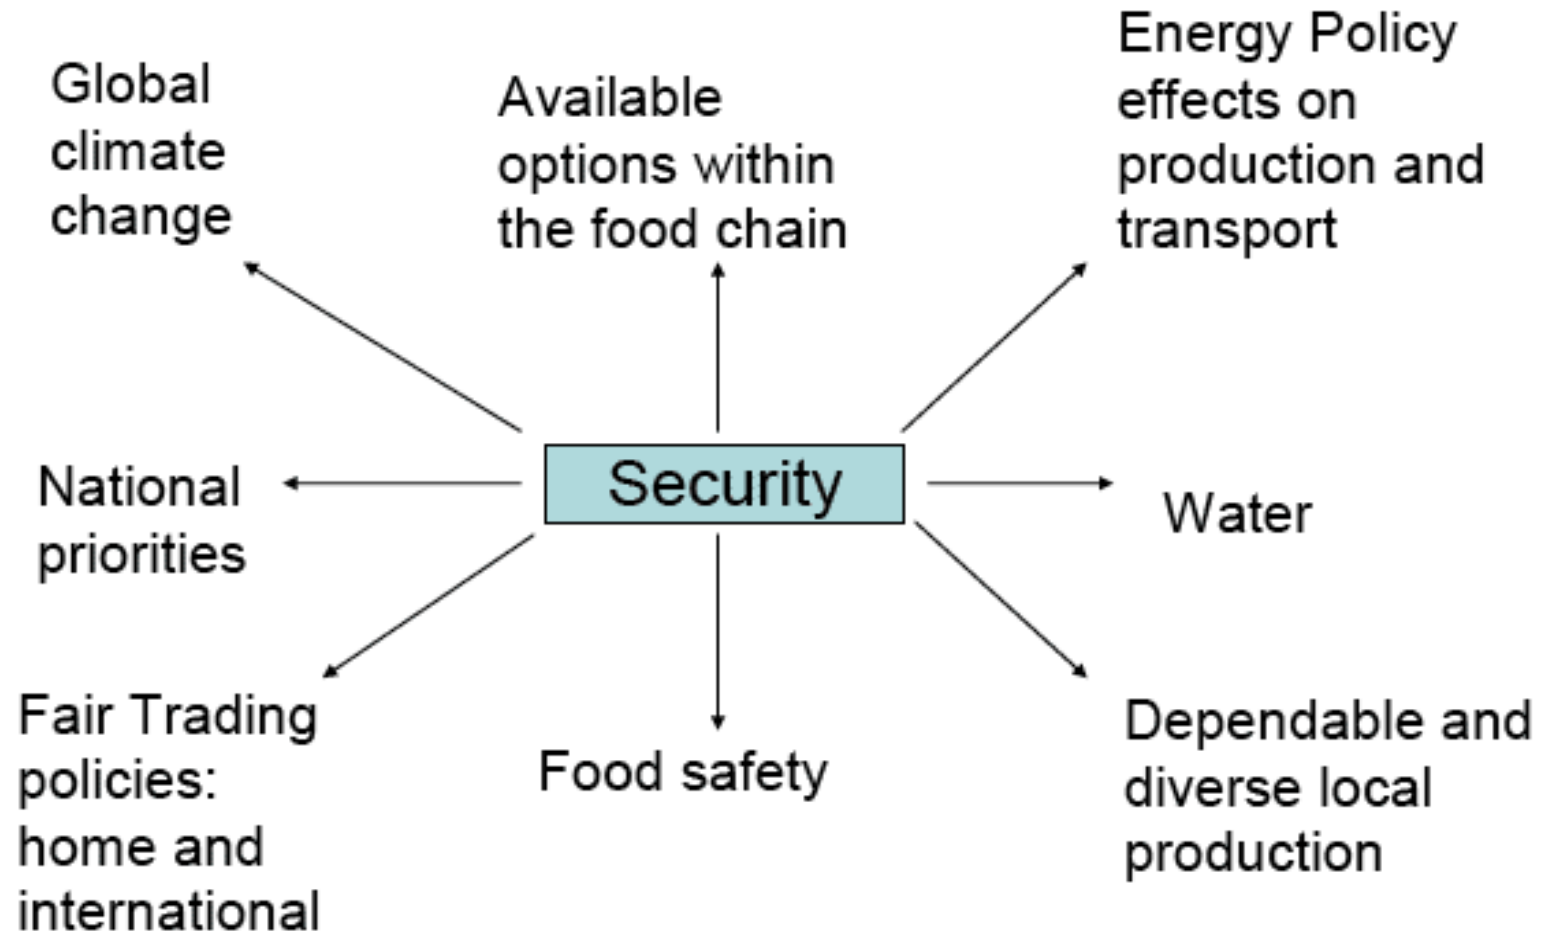 Global
climate
change
Available
options within
the food chain
Energy Policy
effects on
production and
transport
National
priorities
Security
Water
Fair Trading
policies:
home and
international
Food safety
Dependable and
diverse local
production